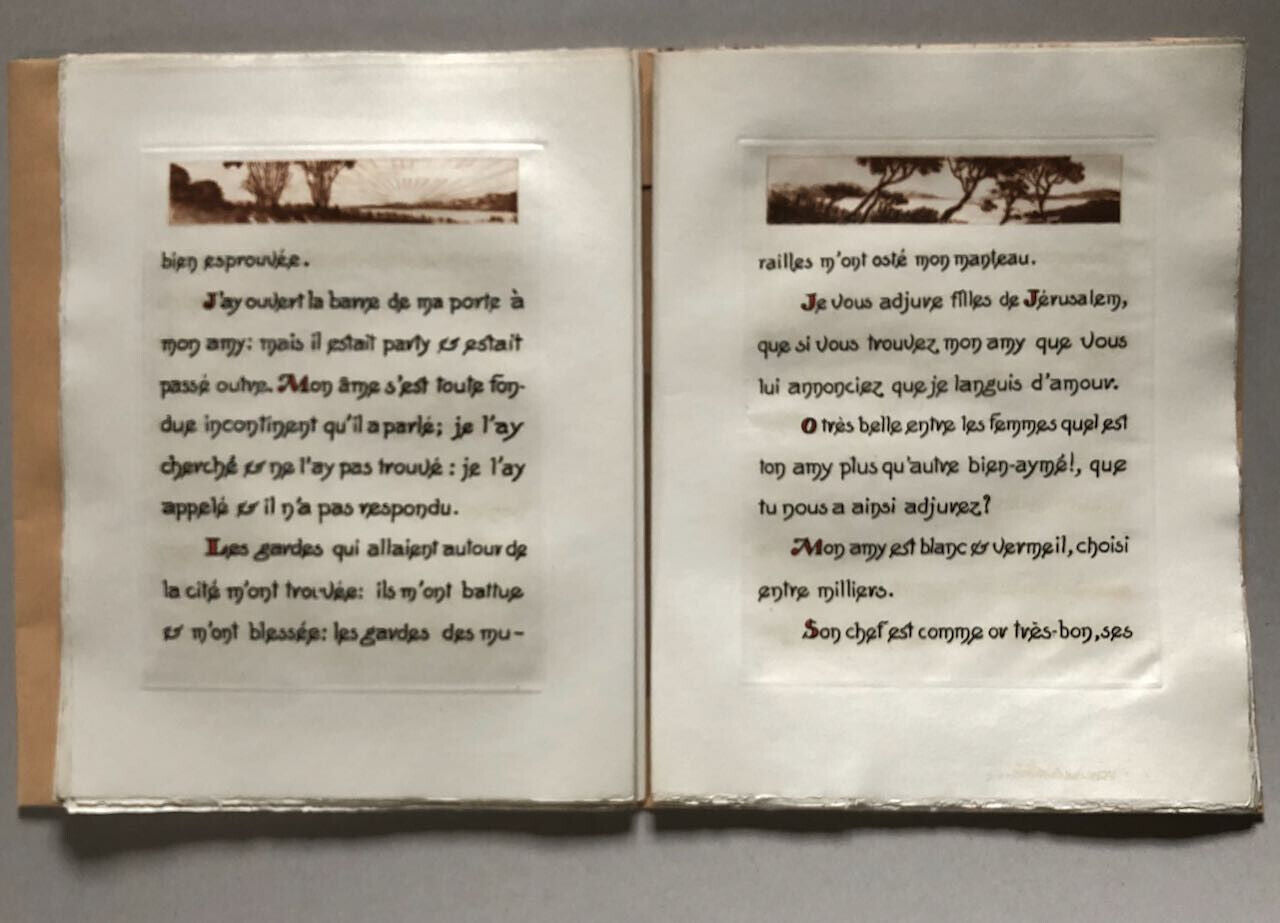 bien esprouvée.
J'ay ouvert la barre de ma porte à
mon amy: mais il estait party & estait
passé outre. Mon âme s'est toute fon-
due incontinent qu'il a parlé; je l'ay
cherché & ne l'ay pas trouvé : je l'ay
appelé & il n'a pas respondu.
Les gardes qui allaient autour de
la cité m'ont trouvée: ils m'ont battue
& m'ont blessée: les gardes des mu-
railles m'ont osté mon manteau.
Je vous adjure filles de Jérusalem,
que si vous trouvez mon amy que vous
lui annonciez que je languis d'amour.
O très belle entre les femmes quel est
ton amy plus qu'autre bien-aymé!, que
tu nous a ainsi adjurez?
Mon amy est blanc & vermeil, choisi
entre milliers.
Son chef est comme or très-bon, ses